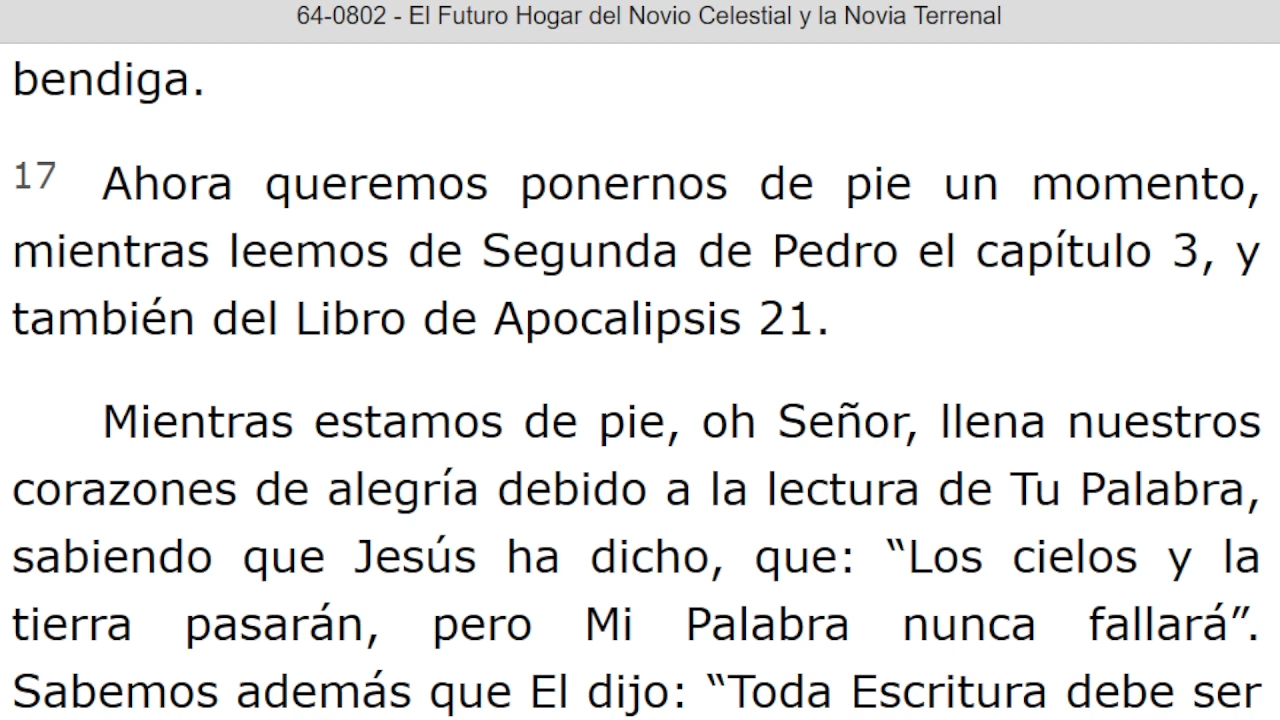 64-0802 - El Futuro Hogar del Novio Celestial y la Novia Terrenal
bendiga.
17 Ahora queremos ponernos de pie un momento,
mientras leemos de Segunda de Pedro el capítulo 3, y
también del Libro de Apocalipsis 21.
Mientras estamos de pie, oh Señor, llena nuestros
corazones de alegría debido a la lectura de Tu Palabra,
sabiendo que Jesús ha dicho, que: “Los cielos y la
tierra pasarán, pero Mi Palabra nunca fallará”.
Sabemos además que El dijo: “Toda Escritura debe ser